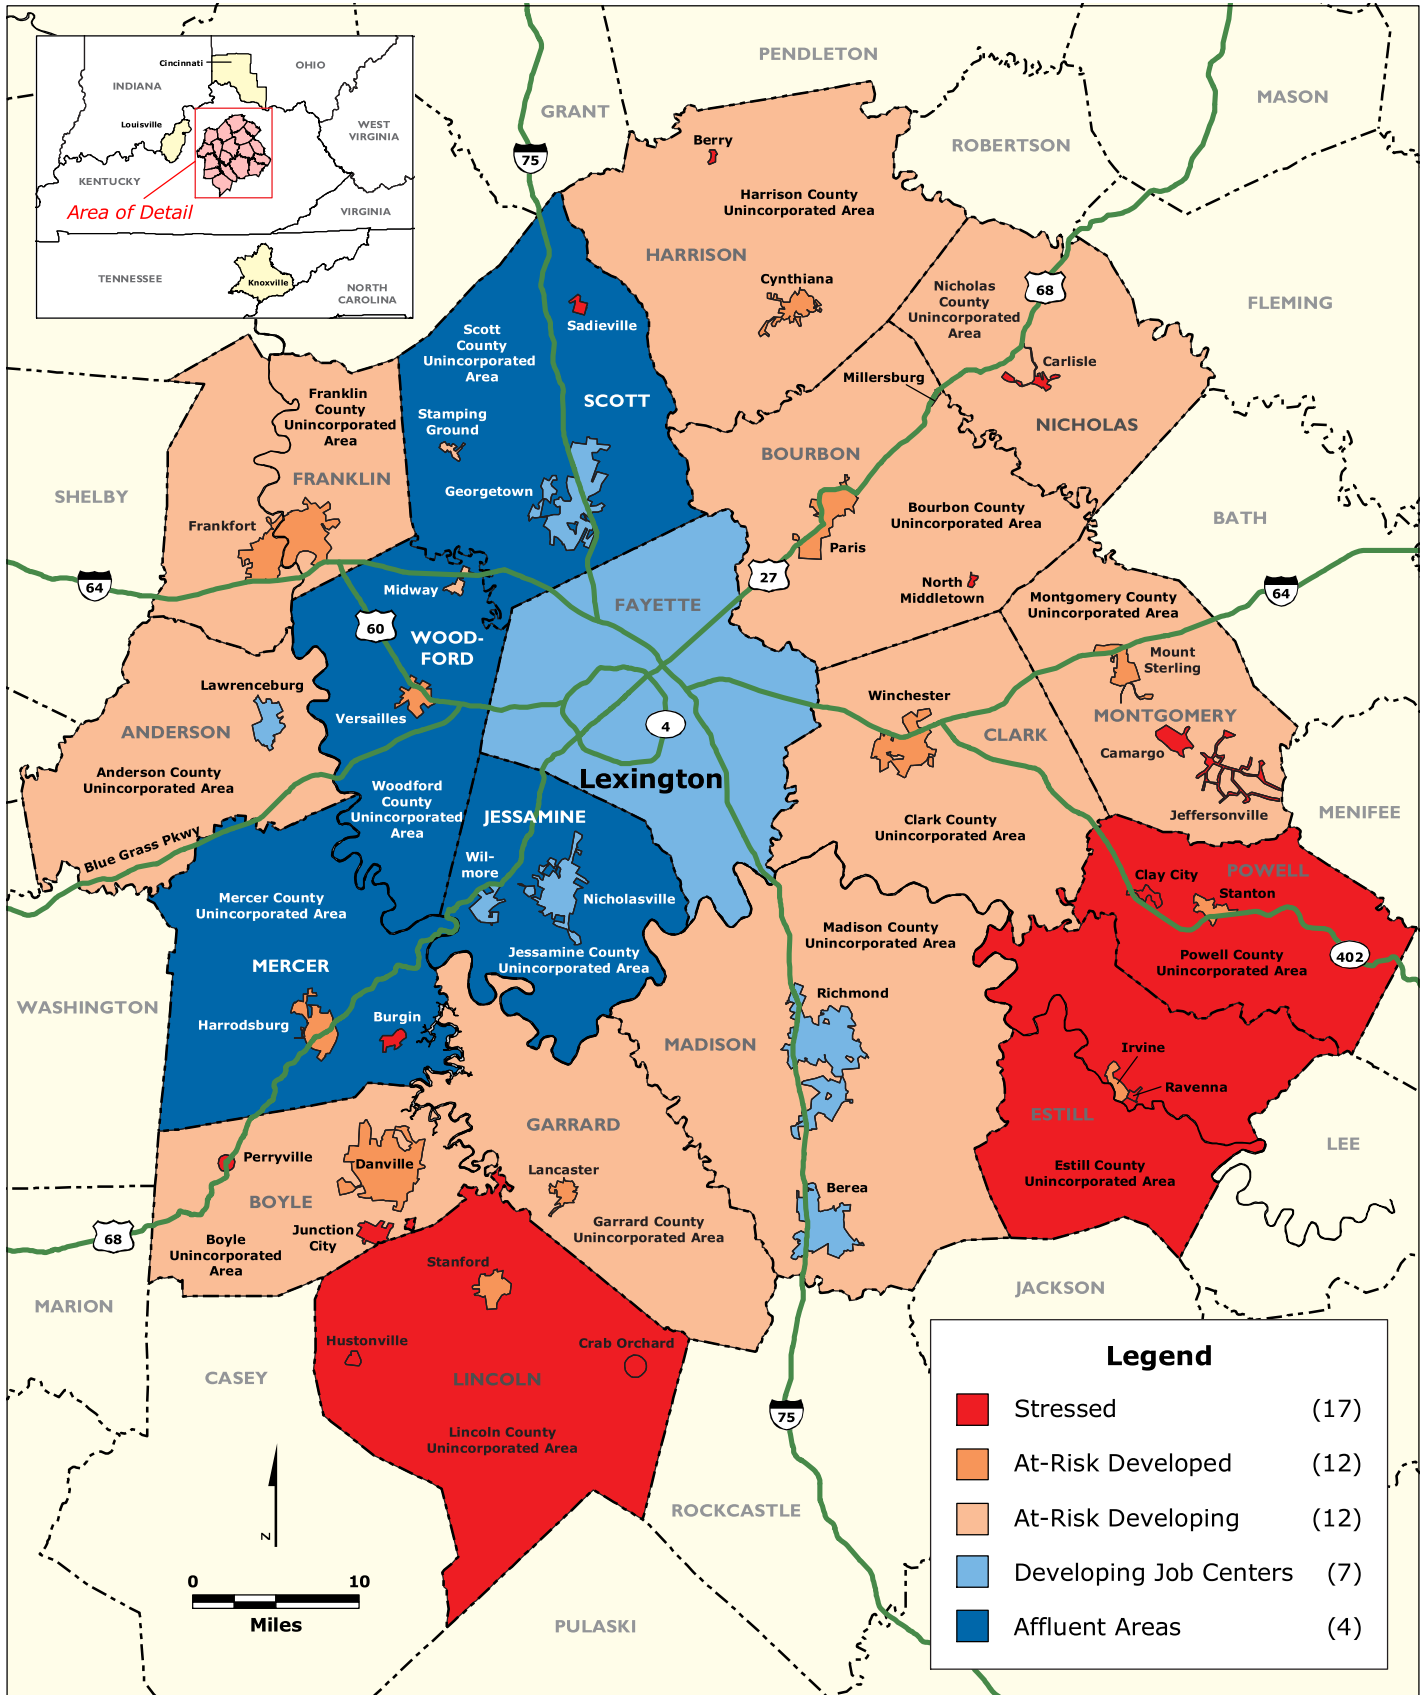 PENDLETON
GRANT
MASON
ROBERTSON
FLEMING
Cincinnati
OHIO
INDIANA
Louisville
WEST
VIRGINIA
KENTUCKY
Area of Detail
VIRGINIA
TENNESSEE
Knoxville
NORTH
CAROLINA
75
Berry
Harrison County
Unincorporated Area
HARRISON
Cynthiana
Nicholas
County
Unincorporated
Area
68
Carlisle
Millersburg
NICHOLAS
Sadieville
Scott
County
Unincorporated
Area
SCOTT
Stamping
Ground
Georgetown
Franklin
County
Unincorporated
Area
FRANKLIN
Frankfort
SHELBY
64
BOURBON
Bourbon County
Unincorporated Area
Paris
North
Middletown
27
BATH
64
Montgomery County
Unincorporated Area
Mount
Sterling
MONTGOMERY
Camargo
Jeffersonville
MENIFEE
Midway
60
WOOD-
FORD
Versailles
Woodford
County
Unincorporated
Area
FAYETTE
4
Lexington
Lawrenceburg
ANDERSON
Anderson County
Unincorporated Area
Blue Grass Pkwy
Winchester
CLARK
Clark County
Unincorporated Area
JESSAMINE
Wil-
more
Nicholasville
Jessamine County
Unincorporated Area
Mercer County
Unincorporated Area
MERCER
Harrodsburg
Burgin
WASHINGTON
POWELL
Clay City
Stanton
Powell County
Unincorporated Area
402
Madison County
Unincorporated Area
Richmond
MADISON
Berea
Irvine
Ravenna
ESTILL
Estill County
Unincorporated Area
LEE
GARRARD
Lancaster
Garrard County
Unincorporated Area
Perryville
Danville
BOYLE
Junction
City
Boyle
Unincorporated
Area
68
MARION
Stanford
Hustonville
Crab Orchard
LINCOLN
Lincoln County
Unincorporated Area
CASEY
JACKSON
75
ROCKCASTLE
PULASKI
N
0 10
Miles
Legend
Stressed (17)
At-Risk Developed (12)
At-Risk Developing (12)
Developing Job Centers (7)
Affluent Areas (4)